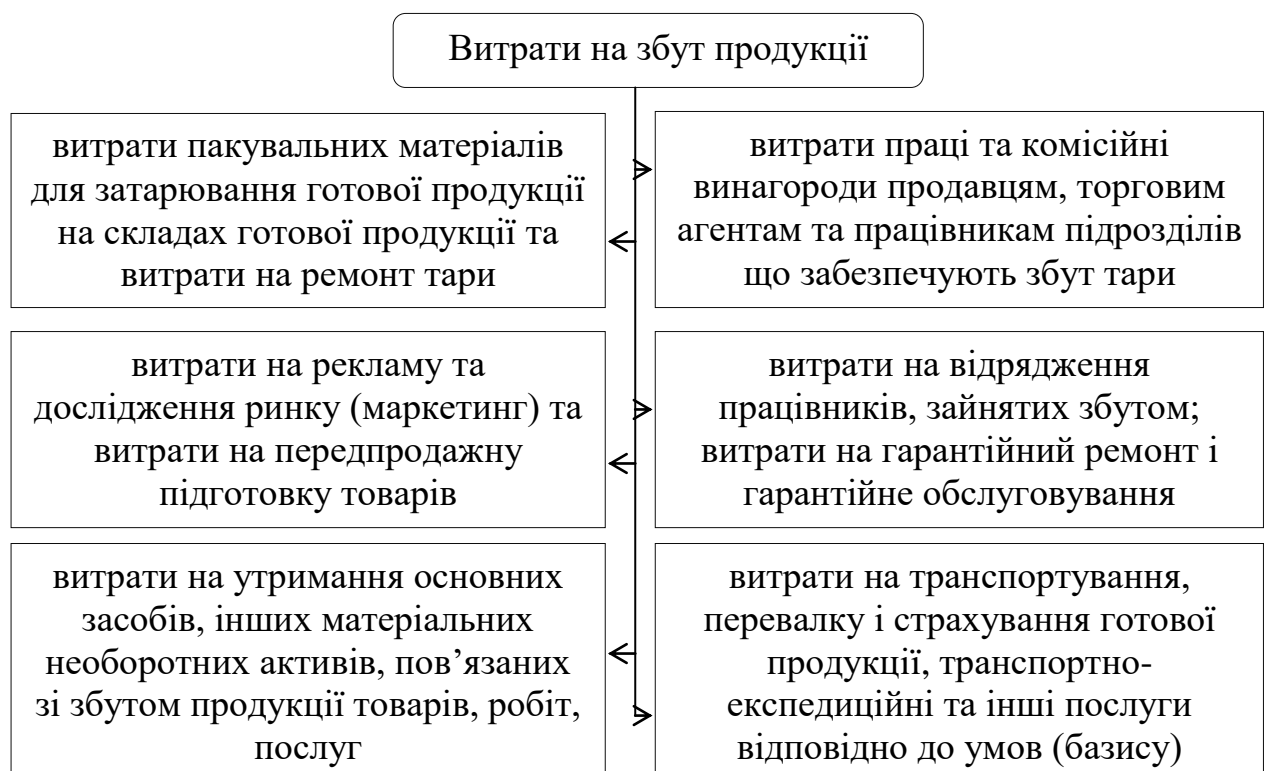 Витрати на збут продукції
витрати пакувальних матеріалів
для затарювання готової продукції
на складах готової продукції та
витрати на ремонт тари
витрати праці та комісійні
винагороди продавцям, торговим
агентам та працівникам підрозділів
що забезпечують збут тари
витрати на рекламу та
дослідження ринку (маркетинг) та
витрати на передпродажну
підготовку товарів
витрати на відрядження
працівників, зайнятих збутом;
витрати на гарантійний ремонт і
гарантійне обслуговування
витрати на утримання основних
засобів, інших матеріальних
необоротних активів, пов’язаних
зі збутом продукції товарів, робіт,
послуг
витрати на транспортування,
перевалку і страхування готової
продукції, транспортно-
експедиційні та інші послуги
відповідно до умов (базису)